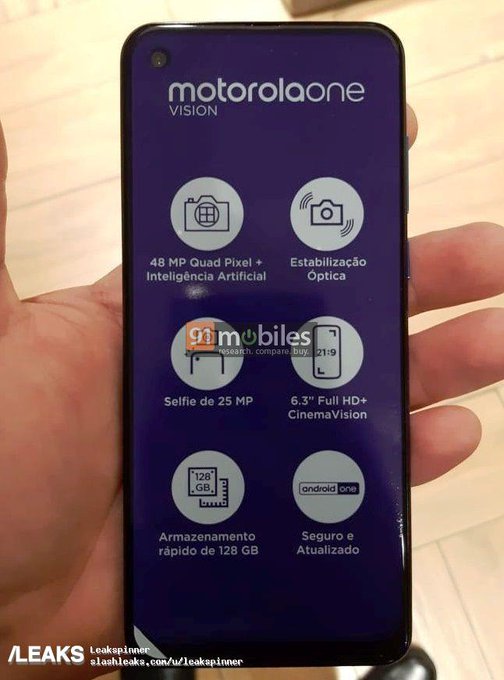 motorola one
VISION
48 MP Quad Pixel +
Inteligência Artificial
Estabilização
Óptica
91mobiles
research. compare. buy.
21:9
Selfie de 25 MP
6.3” Full HD+
CinemaVision
128
GB
android one
Armazenamento
rápido de 128 GB
Seguro e
Atualizado
/LEAKS
Leakspinner
slashleaks.com/u/leakspinner